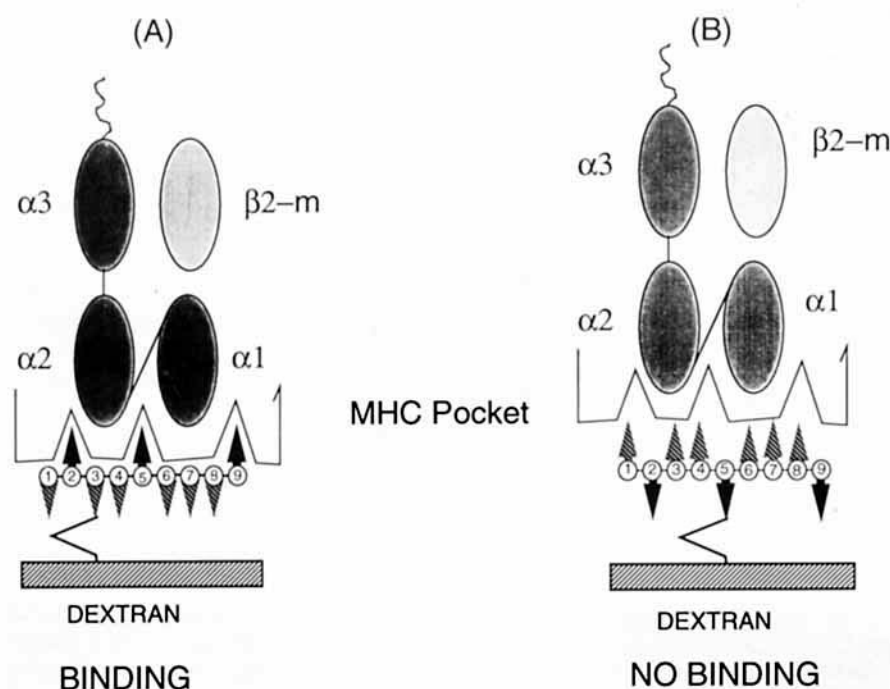 (A)
α3
β2-m
α2
α1
1 2 3 4 5 6 7 8 9
DEXTRAN
BINDING
MHC Pocket
(B)
α3
β2-m
α2
α1
1 2 3 4 5 6 7 8 9
DEXTRAN
NO BINDING